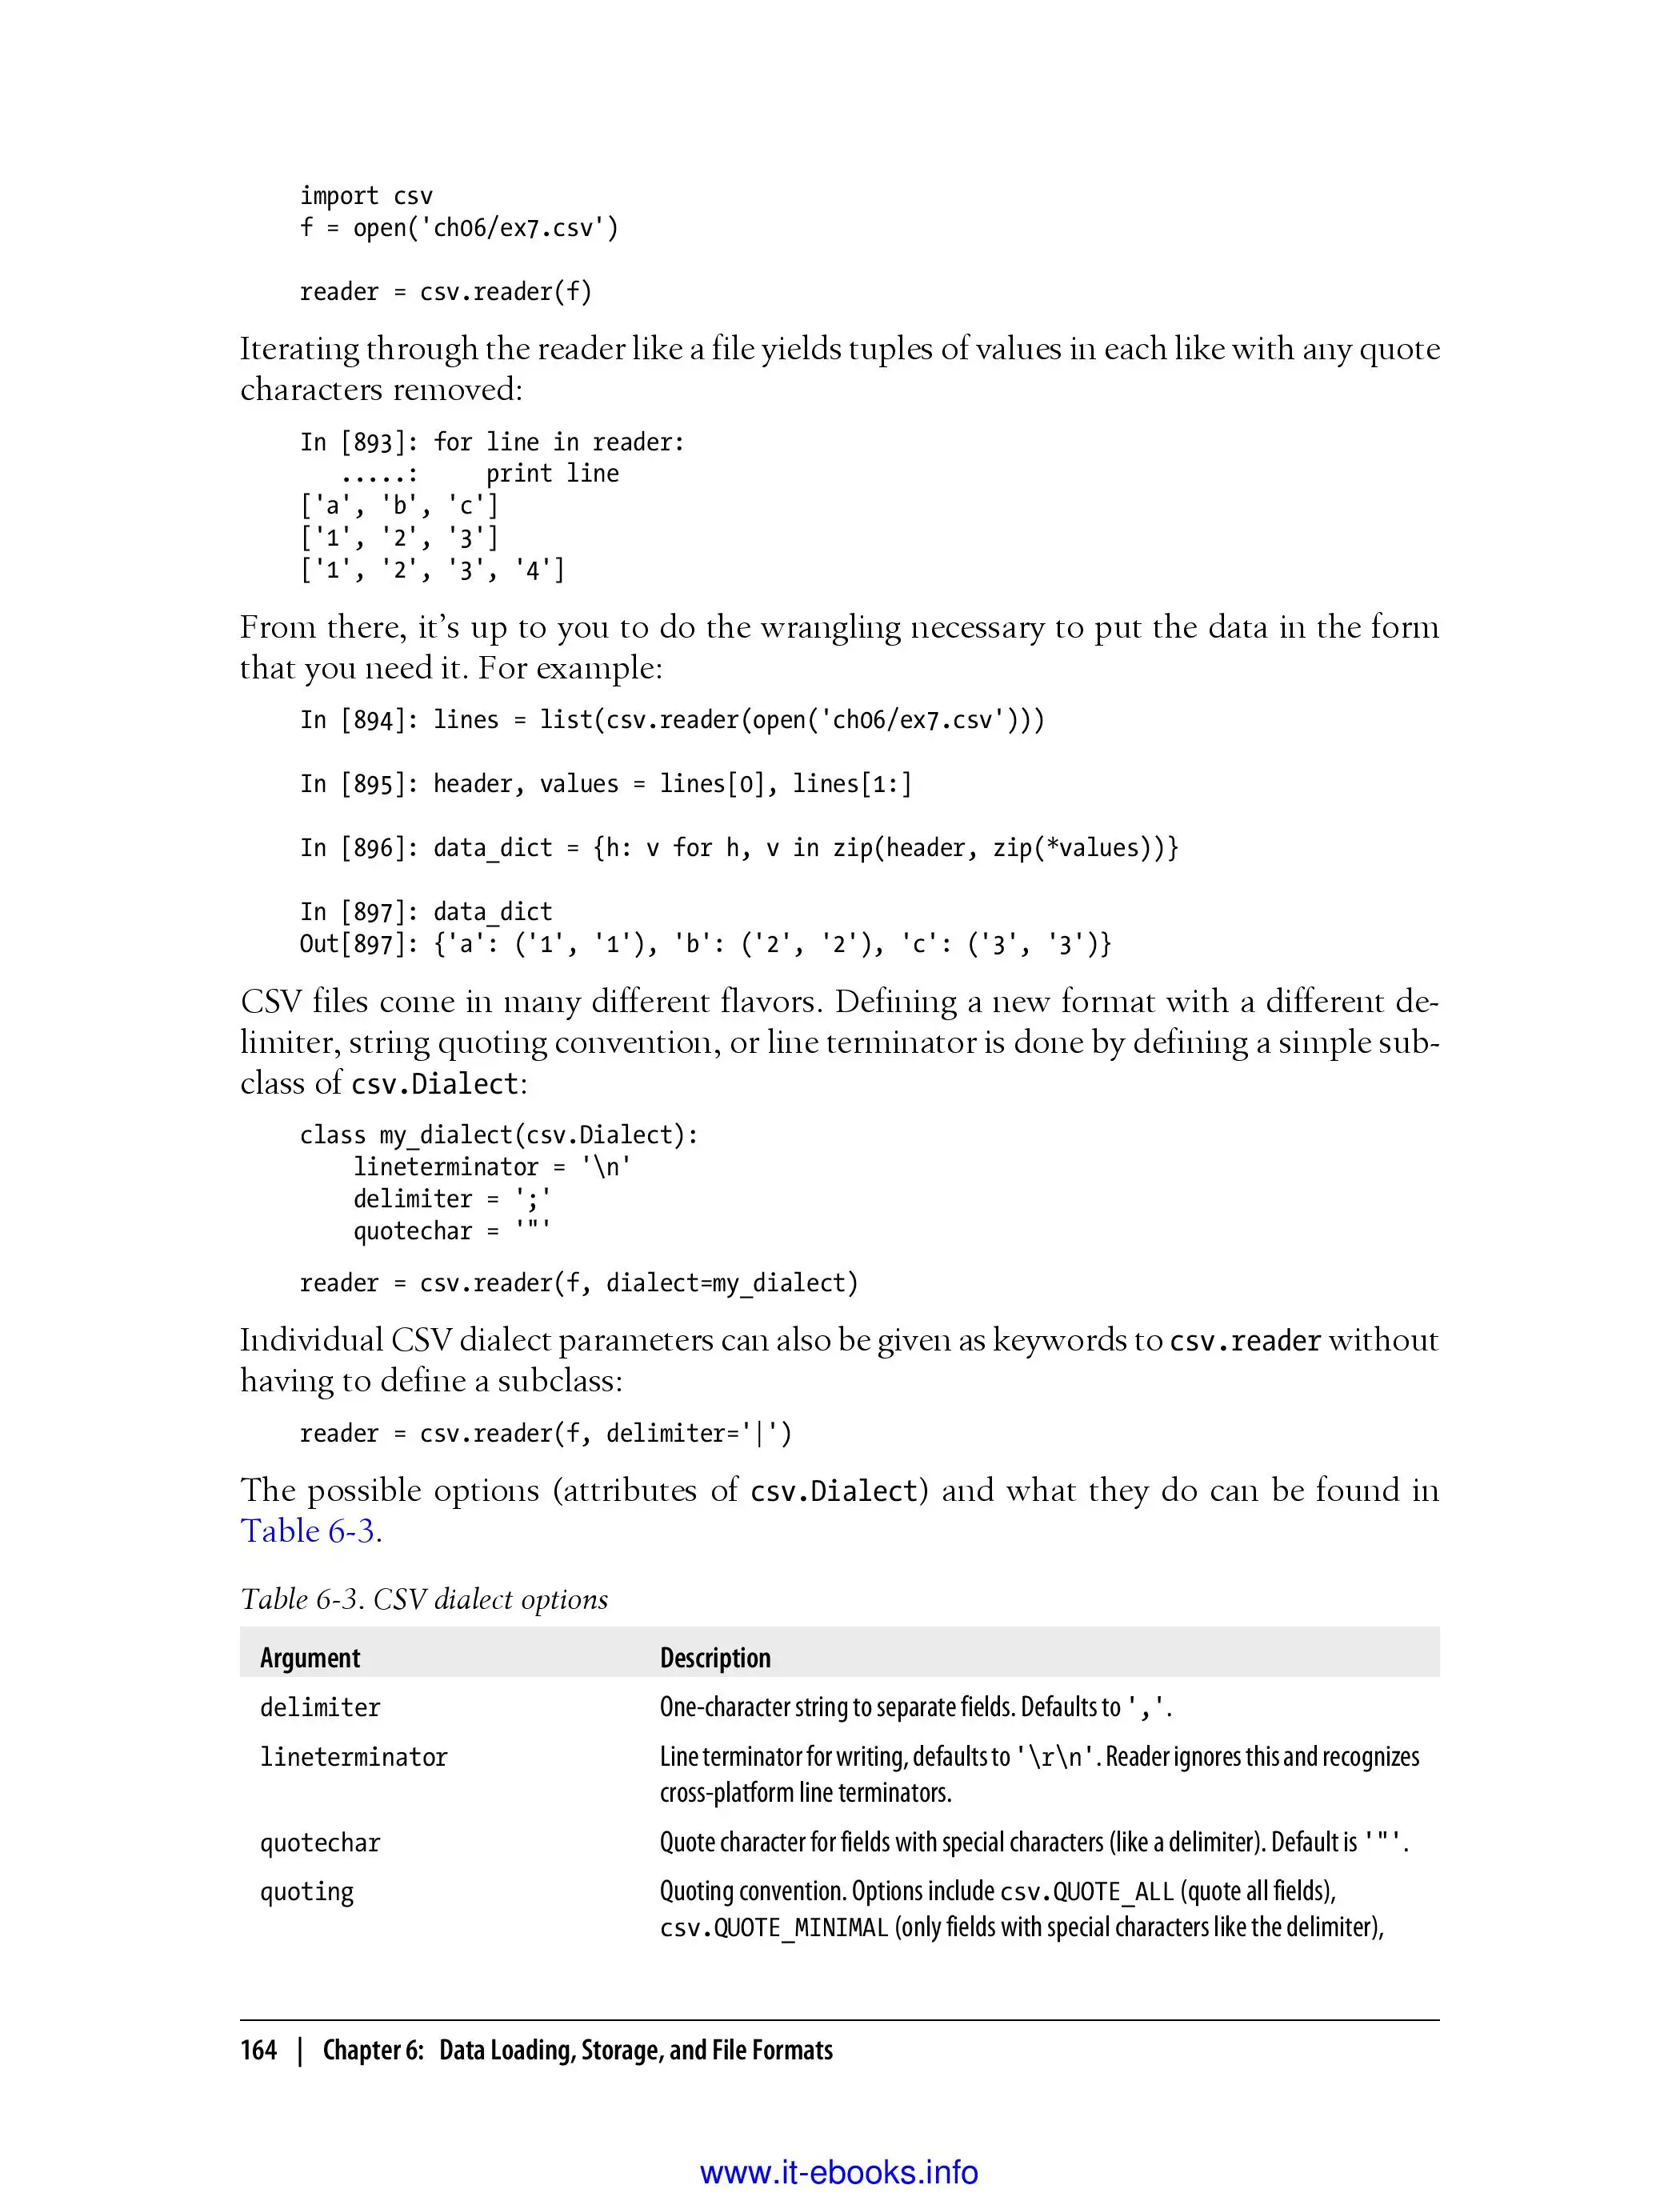 import csv
f = open('ch06/ex7.csv')
reader = csv.reader(f)
Iterating through the reader like a file yields tuples of values in each like with any quote
characters removed:
In [893]: for line in reader:
   .....:     print line
['a', 'b', 'c']
['1', '2', '3']
['1', '2', '3', '4']
From there, it’s up to you to do the wrangling necessary to put the data in the form
that you need it. For example:
In [894]: lines = list(csv.reader(open('ch06/ex7.csv')))
In [895]: header, values = lines[0], lines[1:]
In [896]: data_dict = {h: v for h, v in zip(header, zip(*values))}
In [897]: data_dict
Out[897]: {'a': ('1', '1'), 'b': ('2', '2'), 'c': ('3', '3')}
CSV files come in many different flavors. Defining a new format with a different de-
limiter, string quoting convention, or line terminator is done by defining a simple sub-
class of csv.Dialect:
class my_dialect(csv.Dialect):
    lineterminator = '\n'
    delimiter = ';'
    quotechar = '"'
reader = csv.reader(f, dialect=my_dialect)
Individual CSV dialect parameters can also be given as keywords to csv.reader without
having to define a subclass:
reader = csv.reader(f, delimiter='|')
The possible options (attributes of csv.Dialect) and what they do can be found in
Table 6-3.
Table 6-3. CSV dialect options
Argument Description
delimiter One-character string to separate fields. Defaults to ','.
lineterminator Line terminator for writing, defaults to '\r\n'. Reader ignores this and recognizes
cross-platform line terminators.
quotechar Quote character for fields with special characters (like a delimiter). Default is '"'.
quoting Quoting convention. Options include csv.QUOTE_ALL (quote all fields),
csv.QUOTE_MINIMAL (only fields with special characters like the delimiter),
164 | Chapter 6: Data Loading, Storage, and File Formats
www.it-ebooks.info